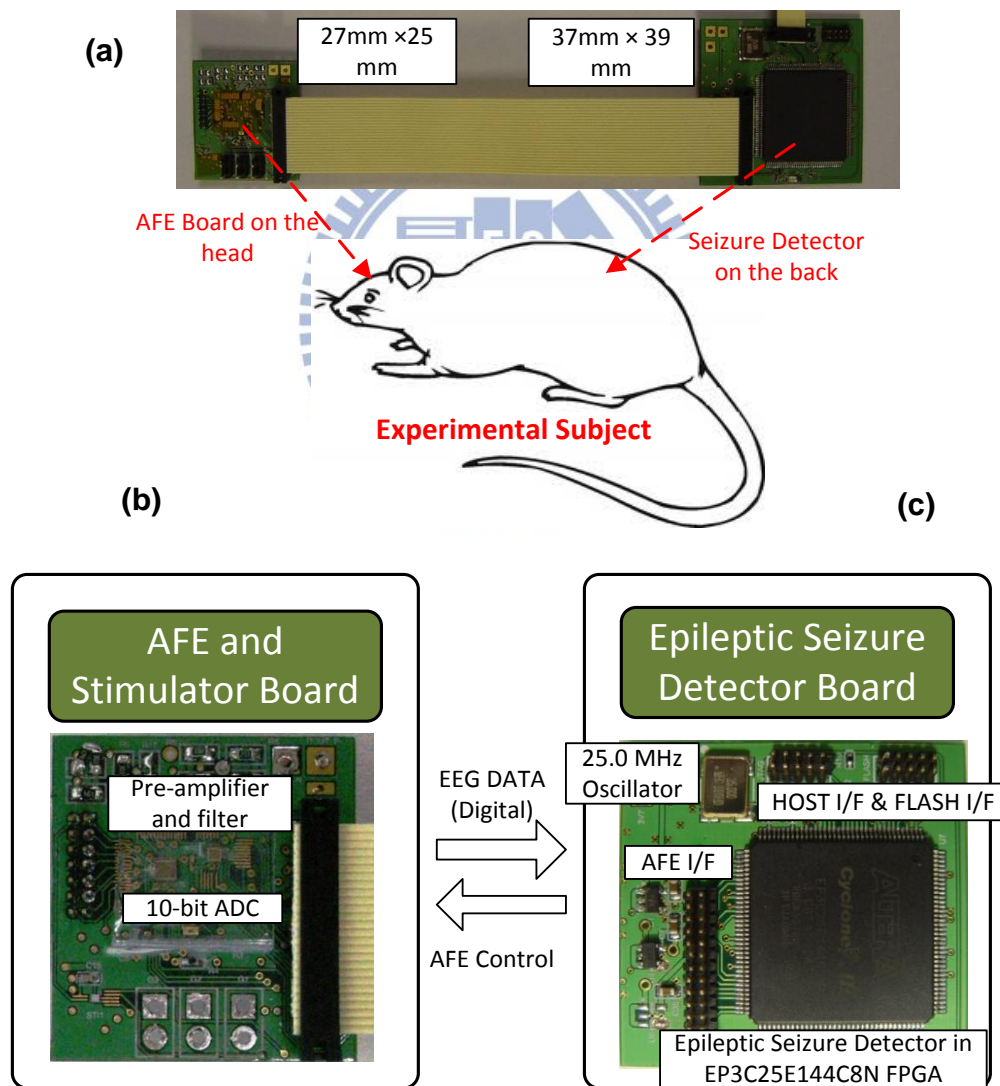 (a)
27mm ×25
mm
37mm × 39
mm
AFE Board on the
head
Seizure Detector
on the back
Experimental Subject
(b)
(c)
AFE and
Stimulator Board
Pre-amplifier
and filter
10-bit ADC
EEG DATA
(Digital)
AFE Control
Epileptic Seizure
Detector Board
25.0 MHz
Oscillator
HOST I/F & FLASH I/F
AFE I/F
Cyclone
Epileptic Seizure Detector in
EP3C25E144C8N FPGA